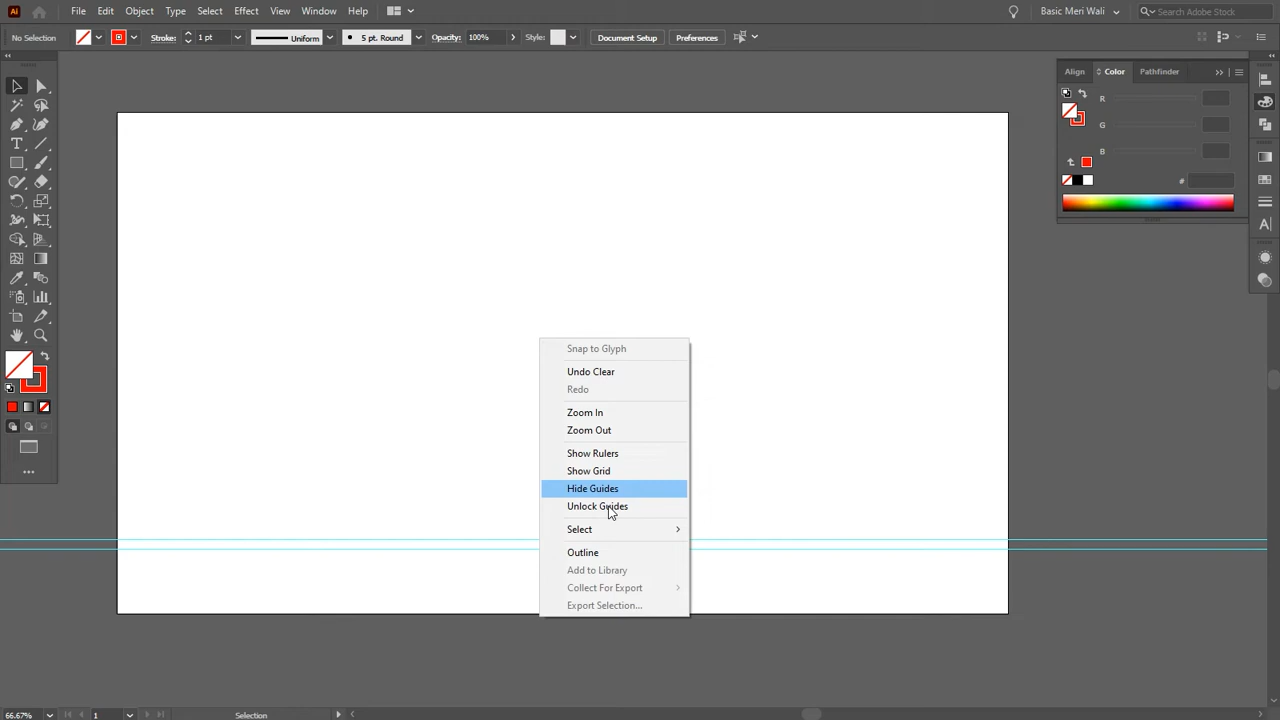 Ai File Edit Object Type Select Effect View Window Help Basic Meri Wali Search Adobe Stock
No Selection Stroke: 1 pt Uniform 5 pt. Round Opacity: 100% Style: Document Setup Preferences
Align Color Pathfinder
R
G
B
#
Snap to Glyph
Undo Clear
Redo
Zoom In
Zoom Out
Show Rulers
Show Grid
Hide Guides
Unlock Guides
Select
Outline
Add to Library
Collect For Export
Export Selection...
66.67% 1 Selection